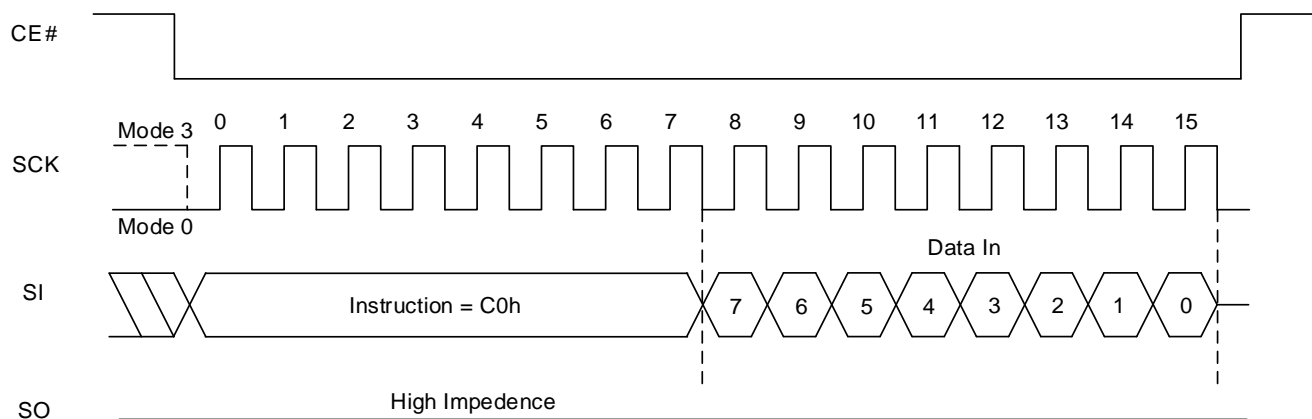 CE#
Mode 3
0 1 2 3 4 5 6 7 8 9 10 11 12 13 14 15
SCK
Mode 0
Data In
SI
Instruction = C0h
7 6 5 4 3 2 1 0
High Impedence
SO